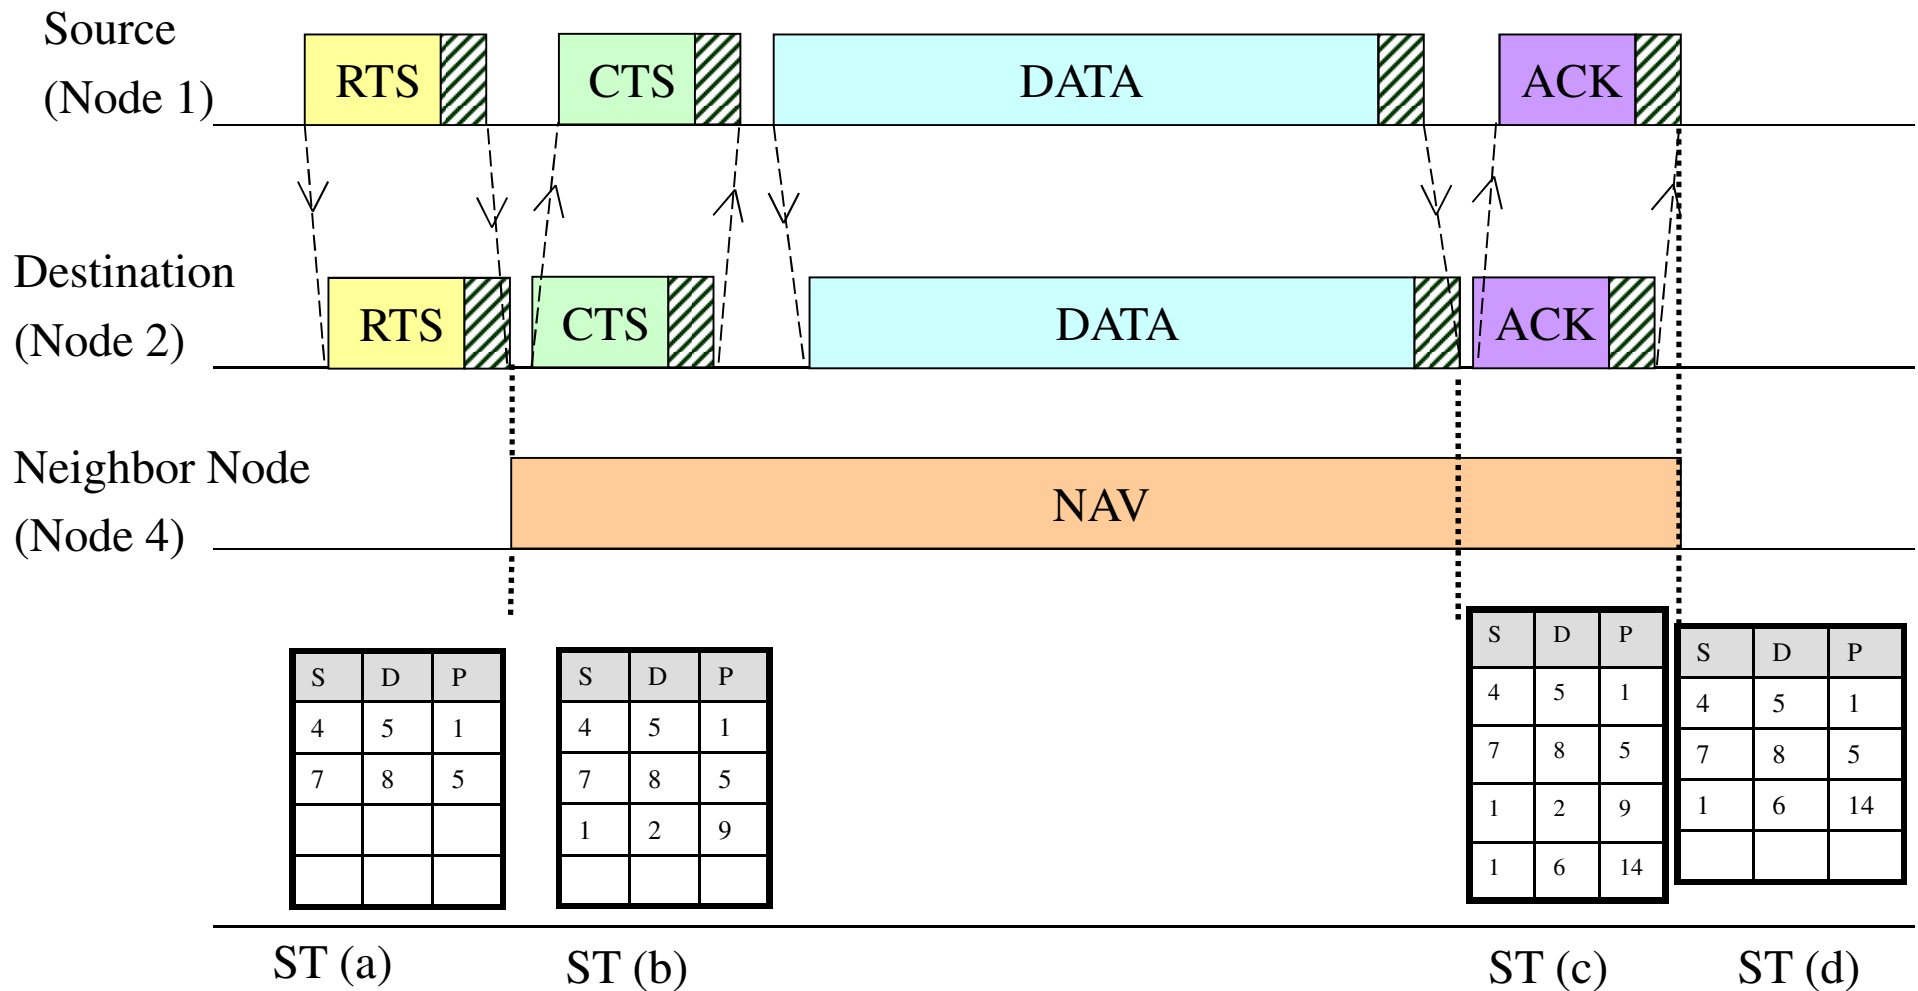 Source
(Node 1)
RTS
CTS
DATA
ACK
Destination
(Node 2)
RTS
CTS
DATA
ACK
Neighbor Node
(Node 4)
NAV
S D P
4 5 1
7 8 5
S D P
4 5 1
7 8 5
1 2 9
S D P
4 5 1
7 8 5
1 2 9
1 6 14
S D P
4 5 1
7 8 5
1 6 14
ST (a)
ST (b)
ST (c)
ST (d)